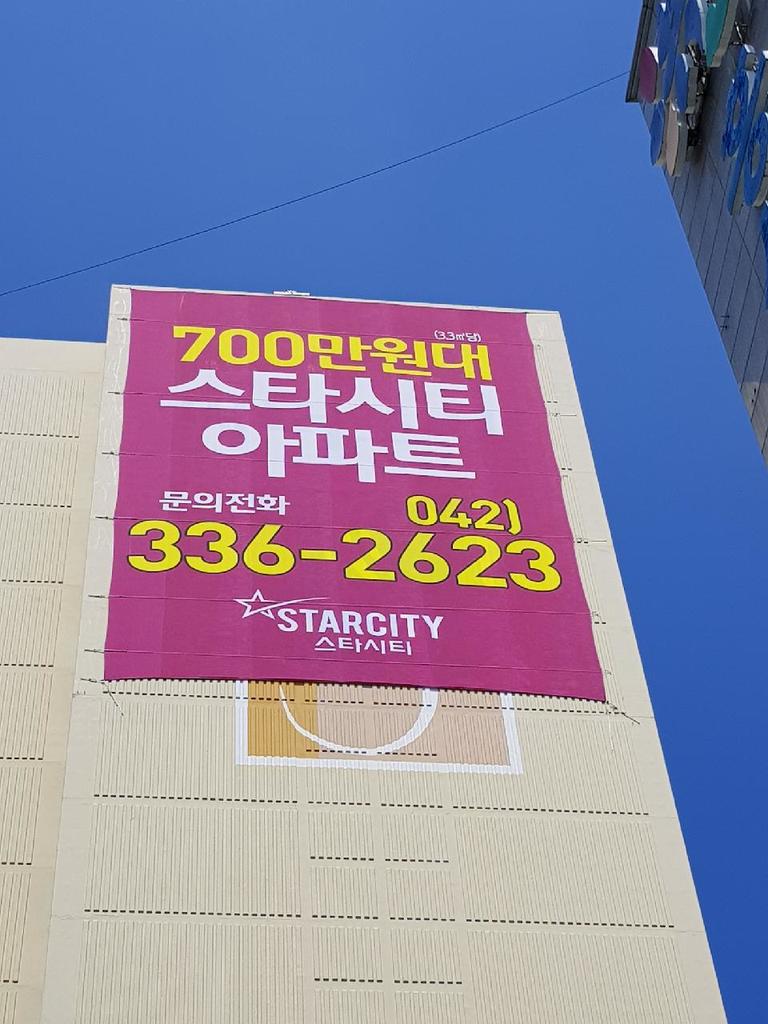 (3.3㎡당)
700만원대
스타시티
아파트
문의전화 042)
336-2623
STARCITY
스타시티